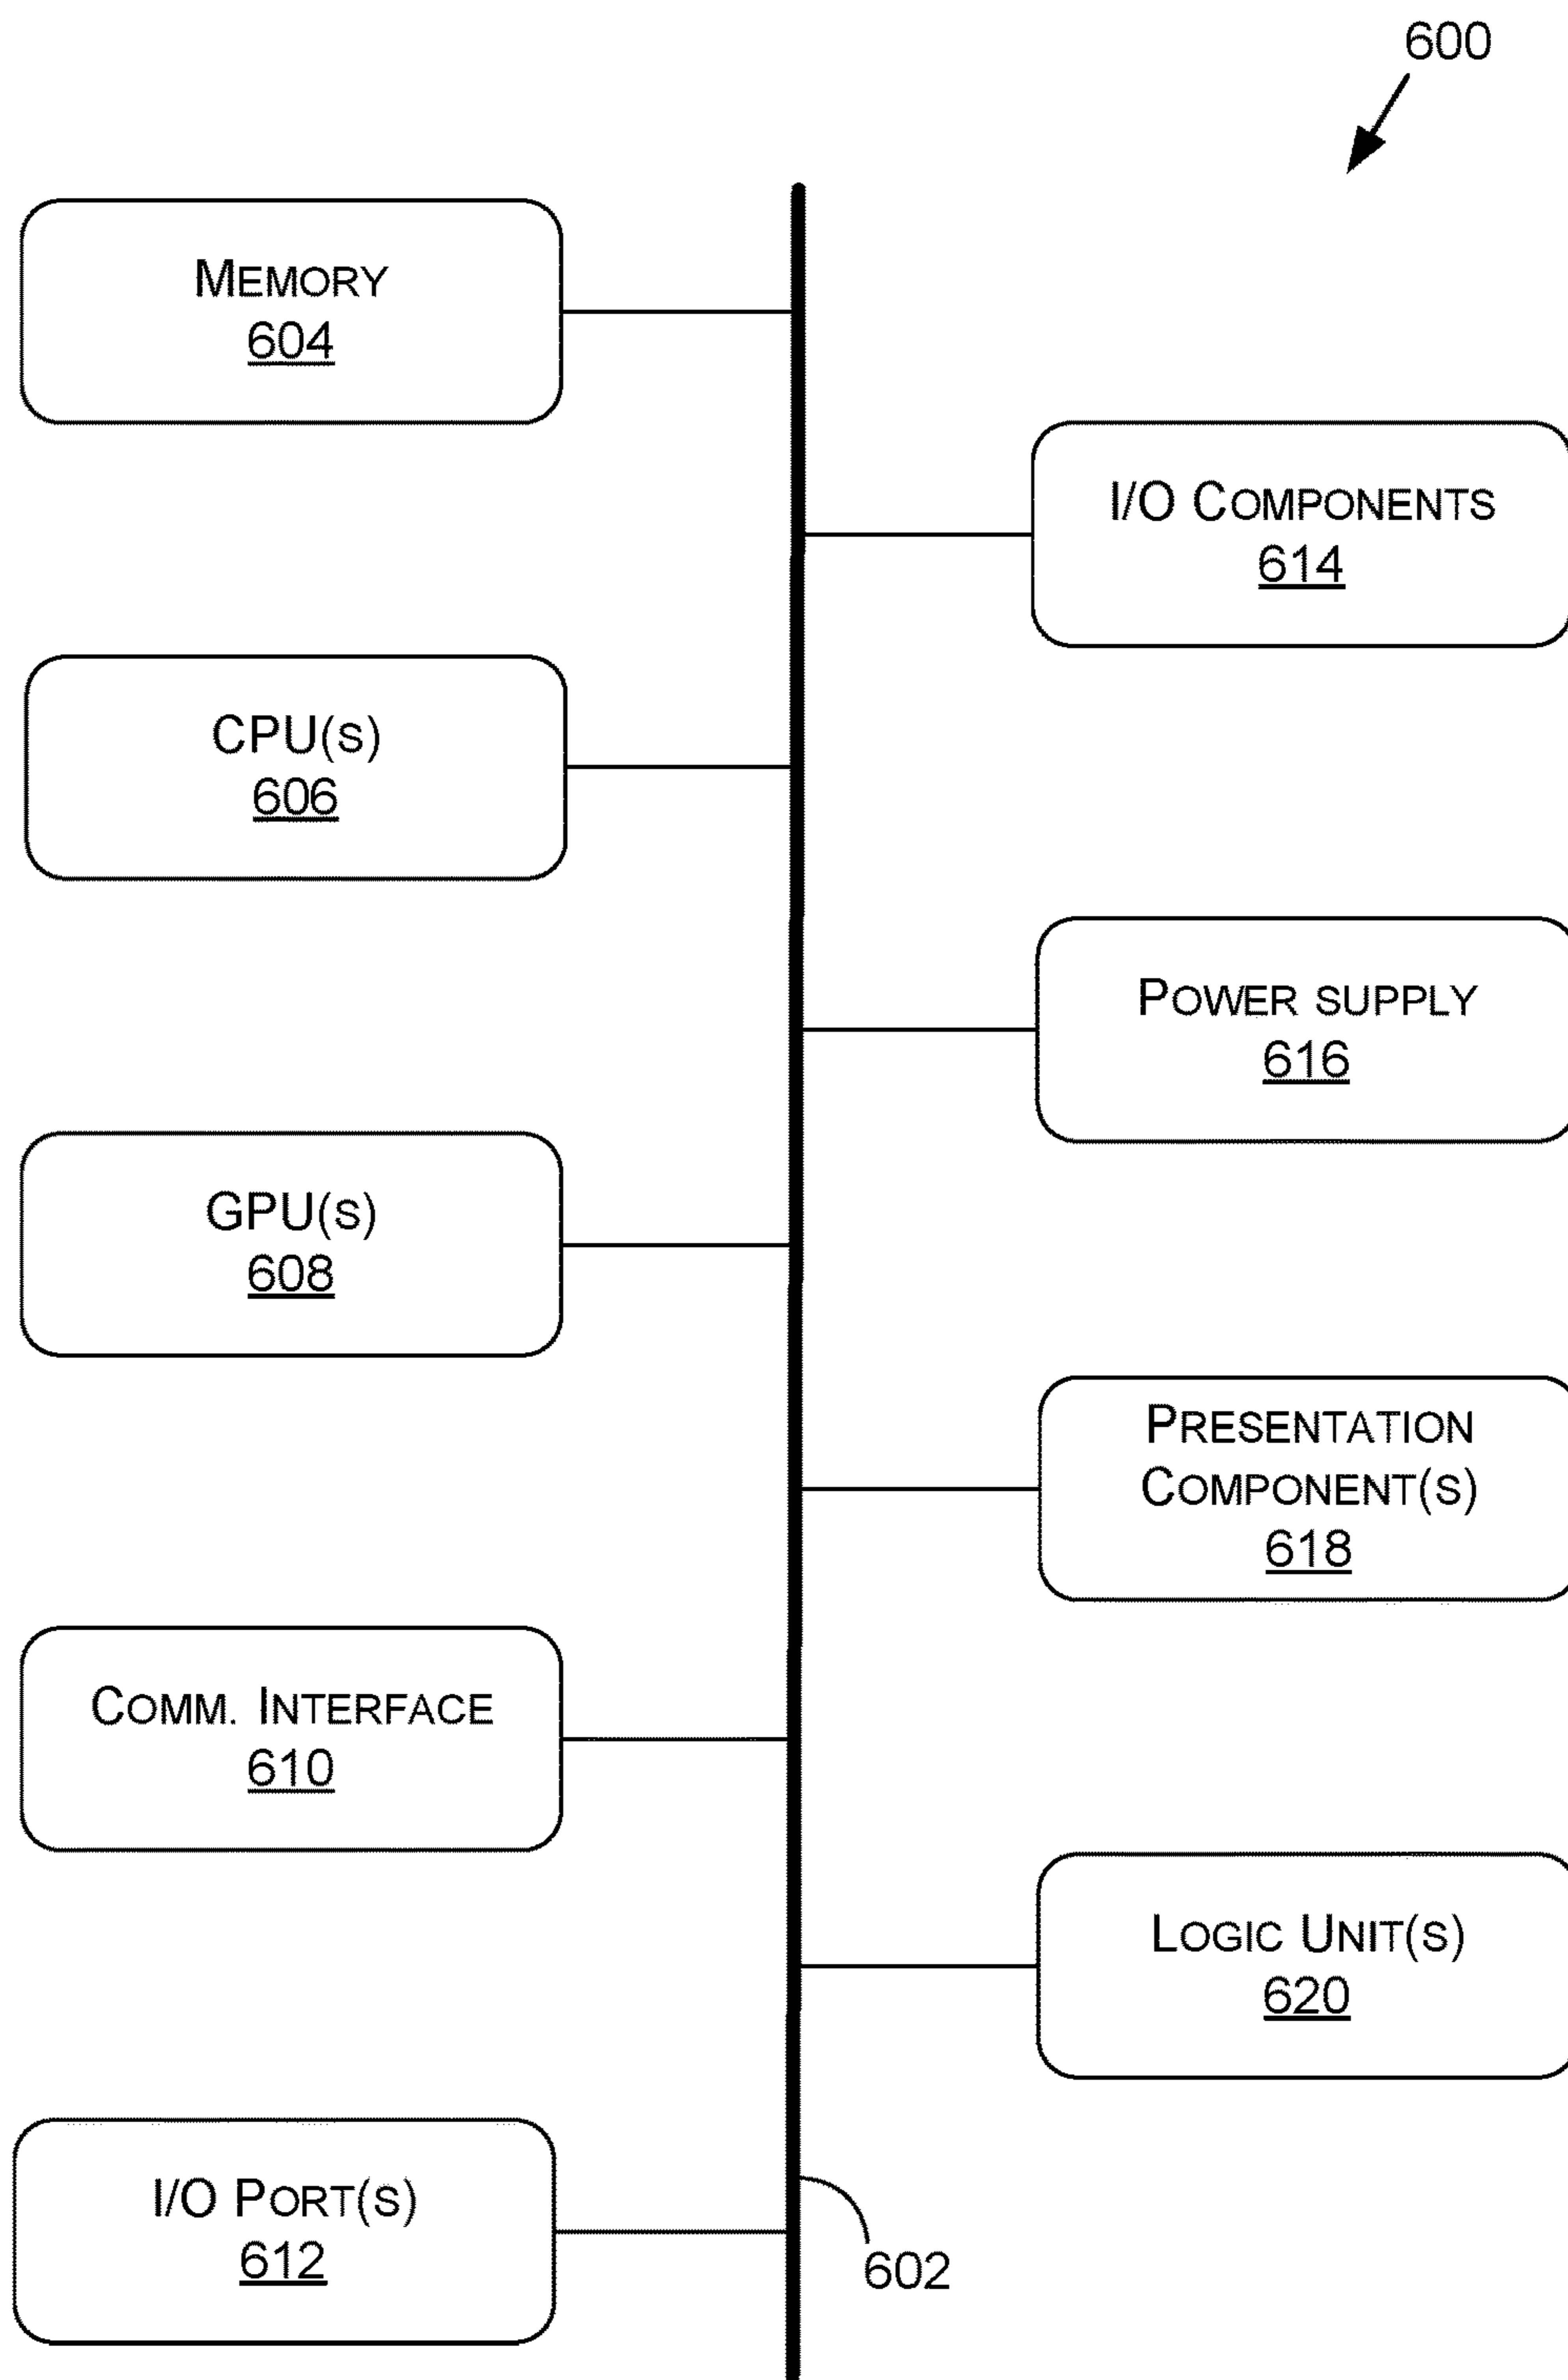 600
MEMORY
604
I/O COMPONENTS
614
CPU(S)
606
POWER SUPPLY
616
GPU(S)
608
PRESENTATION
COMPONENT(S)
618
COMM. INTERFACE
610
LOGIC UNIT(S)
620
I/O PORT(S)
612
602